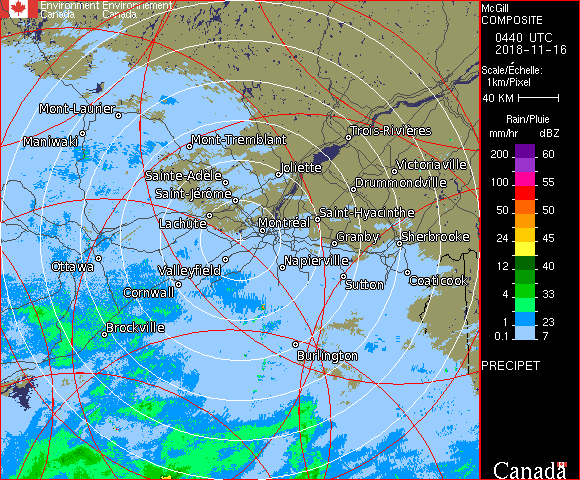 Environment Environnement
Canada Canada
McGill
COMPOSITE
0440 UTC
2018-11-16
Scale/Échelle:
1km/Pixel
40 KM
Rain/Pluie
mm/hr dBZ
200 60
100 55
50 50
24 45
12 40
4 33
1 23
0.1 7
PRECIPET
Canada
Mont-Laurier
Maniwaki
Mont-Tremblant
Trois-Rivières
Sainte-Adèle
Joliette
Victoriaville
Saint-Jérôme
Drummondville
Lachute
Montréal
Saint-Hyacinthe
Granby
Sherbrooke
Ottawa
Valleyfield
Napierville
Cornwall
Sutton
Coaticook
Brockville
Burlington